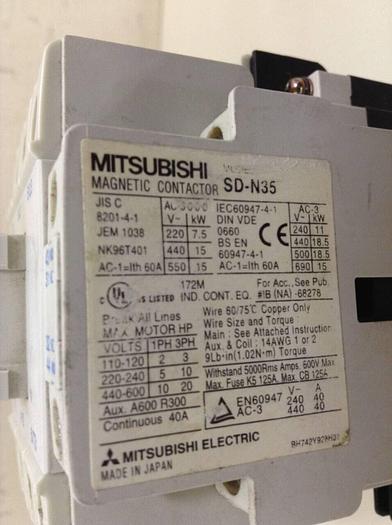 MITSUBISHI
MAGNETIC CONTACTOR SD-N35
JIS C
8201-4-1
JEM 1038
NK96T401
AC-1=Ith 60A
V~ kW
220 7.5
440 15
550 15
IEC60947-4-1
DIN VDE
0660
BS EN
60947-4-1
AC-1=Ith 60A
AC-3
V~ kW
240 11
440 18.5
500 18.5
690 15
CE
172M
For Acc., See Pub.
C UL US LISTED IND. CONT. EQ. #IB (NA)-68278
Break All Lines
MAX. MOTOR HP
VOLTS 1PH 3PH
110-120 2 3
220-240 5 10
440-600 10 20
Aux. A600 R300
Continuous 40A
Wire 60/75℃ Copper Only
Wire Size and Torque :
Main : See Attached Instruction
Aux. & Coil : 14AWG 1 or 2
9Lb·in(1.02N·m) Torque
Withstand 5000Rms Amps. 600V Max.
Max. Fuse K5 125A, Max. CB 125A
EN60947
AC-3
V~ A
240 40
440 40
MITSUBISHI ELECTRIC
MADE IN JAPAN